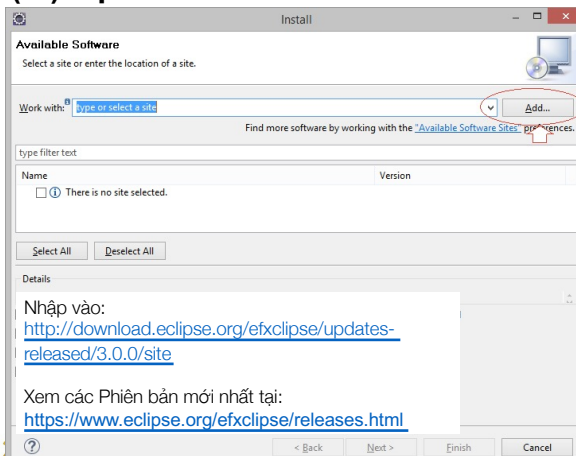 Install
Available Software
Select a site or enter the location of a site.
Work with: type or select a site
Add...
Find more software by working with the "Available Software Sites" preferences.
type filter text
Name Version
There is no site selected.
Select All Deselect All
Details
Nhập vào:
http://download.eclipse.org/efxclipse/updates-
released/3.0.0/site
Xem các Phiên bản mới nhất tại:
https://www.eclipse.org/efxclipse/releases.html
? < Back Next > Finish Cancel